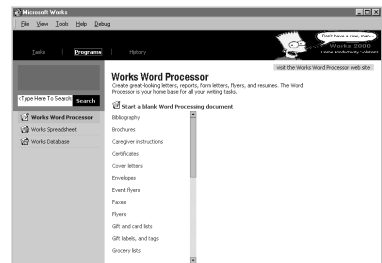 Microsoft Works
File View Tools Help Debug
Don't have a cow, man.
Works 2000
Tasks Programs History
visit the Works Word Processor web site
Works Word Processor
Create great-looking letters, reports, form letters, flyers, and resumes. The Word
Processor is your home base for all your writing tasks.
<Type Here To Search Search
Start a blank Word Processing document
Works Word Processor
Works Spreadsheet
Works Database
Bibliography
Brochures
Caregiver instructions
Certificates
Cover letters
Envelopes
Event flyers
Faxes
Flyers
Gift and card lists
Gift labels, and tags
Grocery lists